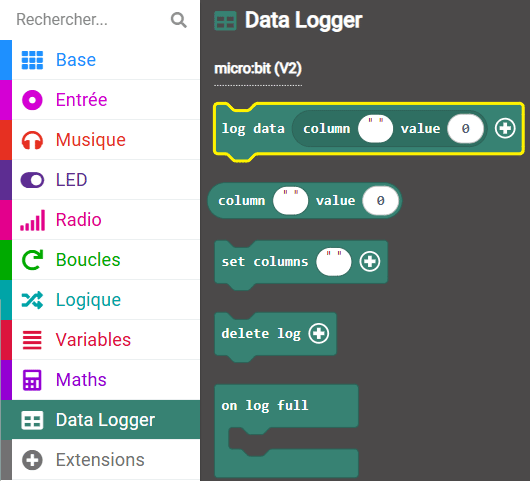 Rechercher...
Base
Entrée
Musique
LED
Radio
Boucles
Logique
Variables
Maths
Data Logger
Extensions
Data Logger
micro:bit (V2)
log data column " " value 0
column " " value 0
set columns " "
delete log
on log full